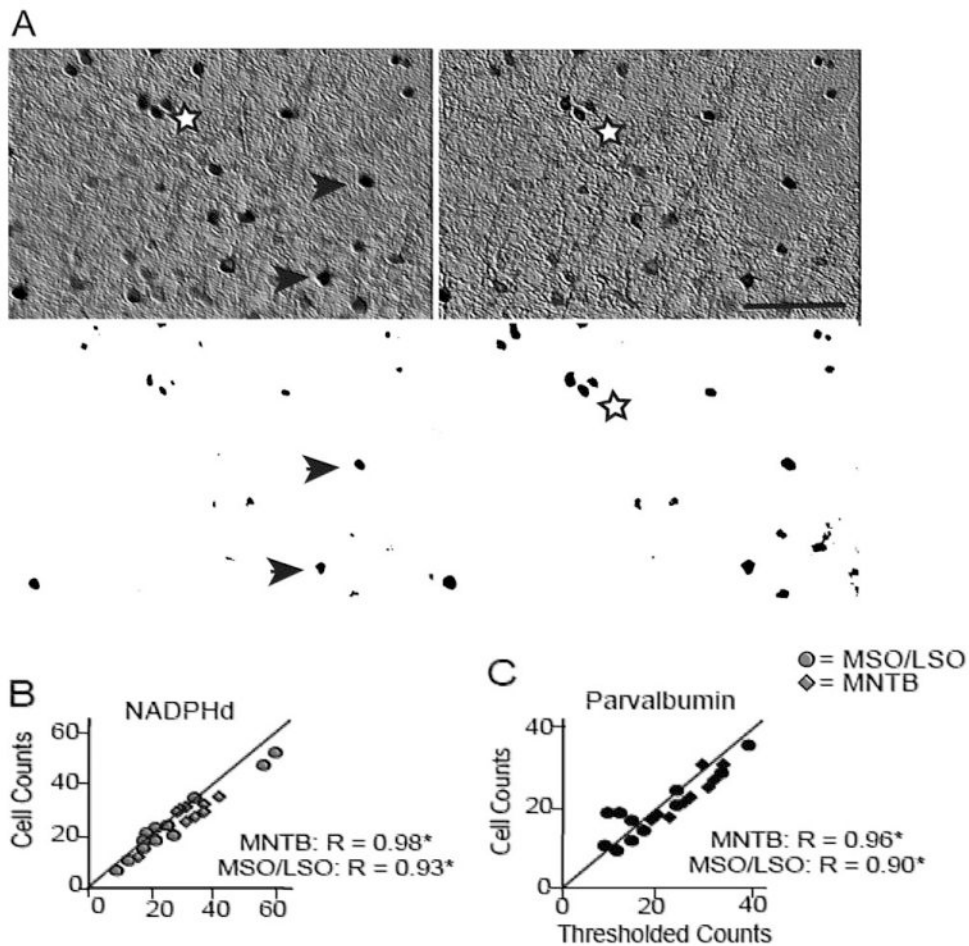 A
● = MSO/LSO
◆ = MNTB
B
NADPHd
Cell Counts
60
40
20
0
0 20 40 60
MNTB: R = 0.98*
MSO/LSO: R = 0.93*
C
Parvalbumin
Cell Counts
40
20
0
0 20 40
MNTB: R = 0.96*
MSO/LSO: R = 0.90*
Thresholded Counts